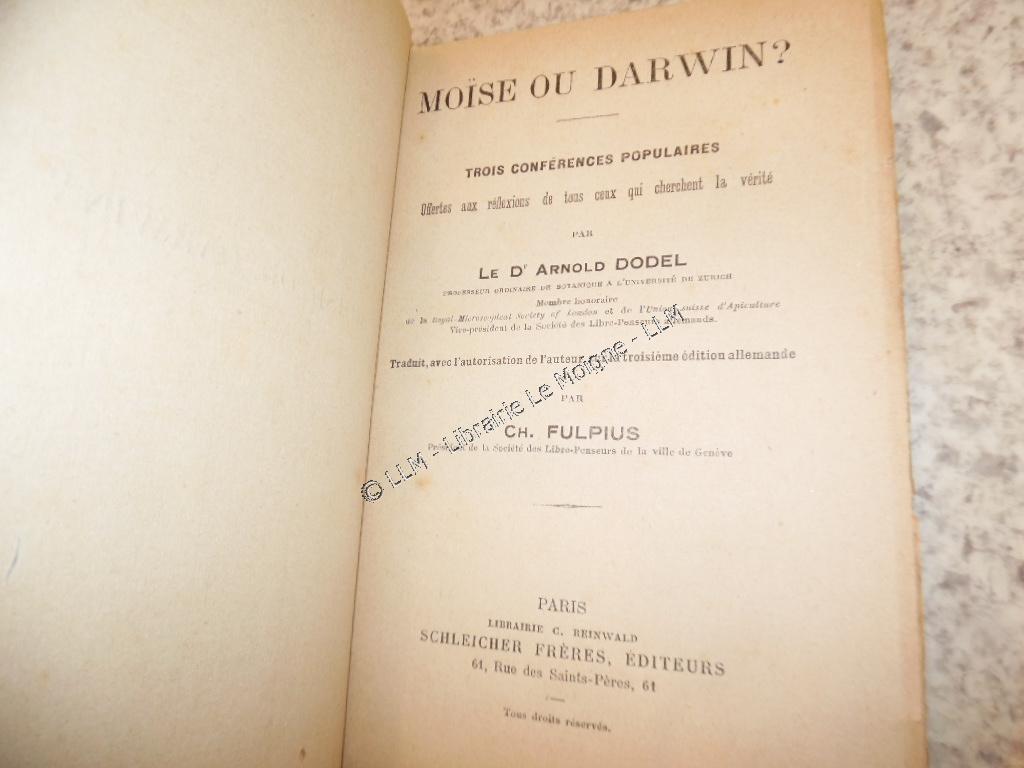 MOÏSE OU DARWIN?
TROIS CONFÉRENCES POPULAIRES
Offertes aux réflexions de tous ceux qui cherchent la vérité
PAR
LE Dr ARNOLD DODEL
PROFESSEUR ORDINAIRE DE BOTANIQUE A L'UNIVERSITÉ DE ZURICH
Membre honoraire
de la Royal-Microscopical Society of London et de l'Union suisse d'Apiculture
Vice-président de la Société des Libre-Penseurs allemands.
Traduit, avec l'autorisation de l'auteur, la troisième édition allemande
PAR
CH. FULPIUS
Président de la Société des Libre-Penseurs de la ville de Genève
© LLM - Librairie Le Moigne - LLM
PARIS
LIBRAIRIE C. REINWALD
SCHLEICHER FRÈRES, ÉDITEURS
61, Rue des Saints-Pères, 61
Tous droits réservés.